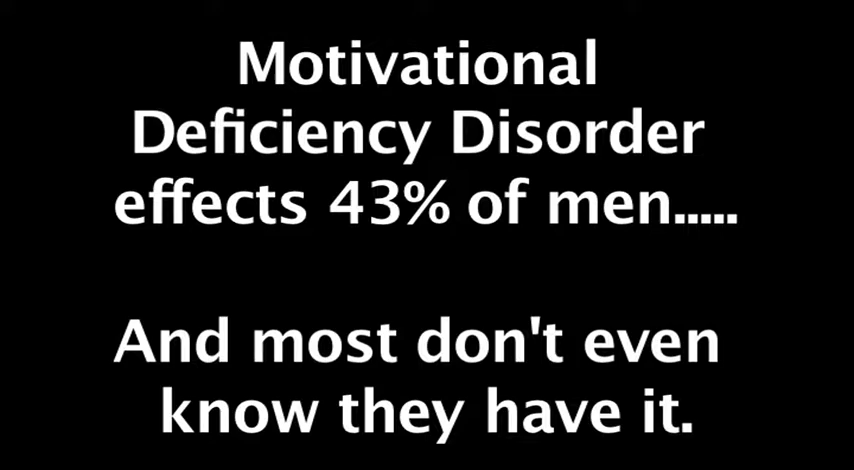 Motivational
Deficiency Disorder
effects 43% of men.....
And most don't even
know they have it.